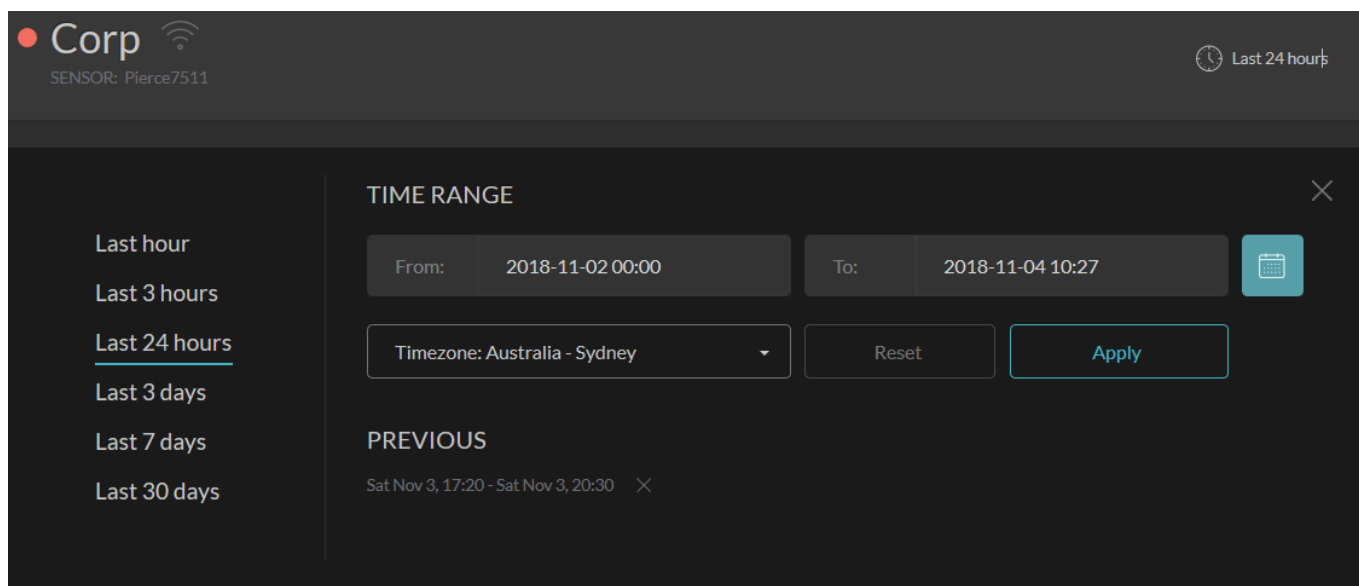 Corp
SENSOR: Pierce7511
Last 24 hours
Last hour
Last 3 hours
Last 24 hours
Last 3 days
Last 7 days
Last 30 days
TIME RANGE
From: 2018-11-02 00:00 To: 2018-11-04 10:27
Timezone: Australia - Sydney Reset Apply
PREVIOUS
Sat Nov 3, 17:20 - Sat Nov 3, 20:30